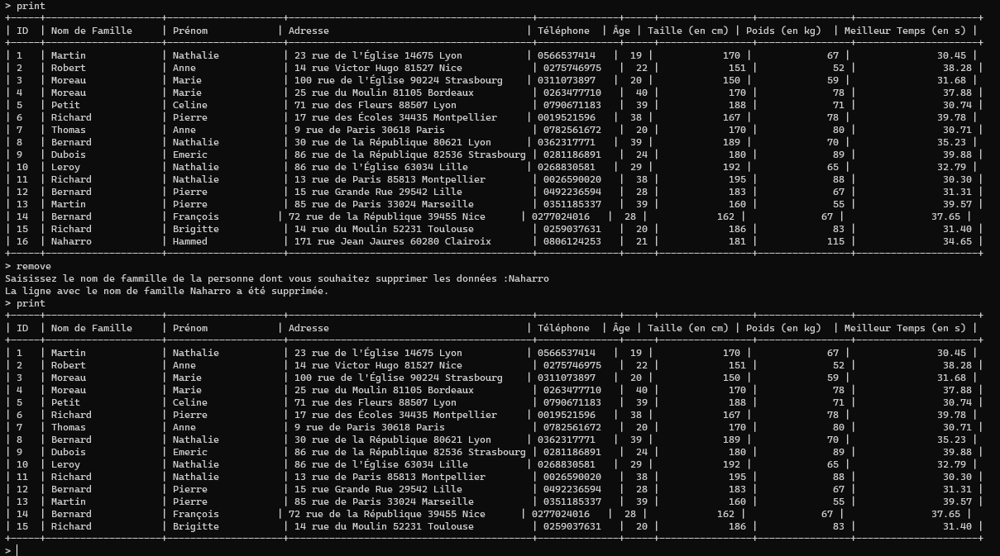 > print
| ID | Nom de Famille | Prénom | Adresse | Téléphone | Âge | Taille (en cm) | Poids (en kg) | Meilleur Temps (en s) |
| 1 | Martin | Nathalie | 23 rue de l'Église 14675 Lyon | 0566537414 | 19 | 170 | 67 | 30.45 |
| 2 | Robert | Anne | 14 rue Victor Hugo 81527 Nice | 0275746975 | 22 | 151 | 52 | 38.28 |
| 3 | Moreau | Marie | 100 rue de l'Église 90224 Strasbourg | 0311073897 | 20 | 150 | 59 | 31.68 |
| 4 | Moreau | Marie | 25 rue du Moulin 81105 Bordeaux | 0263477710 | 40 | 170 | 78 | 37.88 |
| 5 | Petit | Celine | 71 rue des Fleurs 88507 Lyon | 0790671183 | 39 | 188 | 71 | 30.74 |
| 6 | Richard | Pierre | 17 rue des Écoles 34435 Montpellier | 0019521596 | 38 | 167 | 78 | 39.78 |
| 7 | Thomas | Anne | 9 rue de Paris 30618 Paris | 0782561672 | 20 | 170 | 80 | 30.71 |
| 8 | Bernard | Nathalie | 30 rue de la République 80621 Lyon | 0362317771 | 39 | 189 | 70 | 35.23 |
| 9 | Dubois | Emeric | 86 rue de la République 82536 Strasbourg | 0281186891 | 24 | 180 | 89 | 39.88 |
| 10 | Leroy | Nathalie | 86 rue de l'Église 63034 Lille | 0268830581 | 29 | 192 | 65 | 32.79 |
| 11 | Richard | Nathalie | 13 rue de Paris 85813 Montpellier | 0026590020 | 38 | 195 | 88 | 30.30 |
| 12 | Bernard | Pierre | 15 rue Grande Rue 29542 Lille | 0492236594 | 28 | 183 | 67 | 31.31 |
| 13 | Martin | Pierre | 85 rue de Paris 33024 Marseille | 0351185337 | 39 | 160 | 55 | 39.57 |
| 14 | Bernard | François | 72 rue de la République 39455 Nice | 0277024016 | 28 | 162 | 67 | 37.65 |
| 15 | Richard | Brigitte | 14 rue du Moulin 52231 Toulouse | 0259037631 | 20 | 186 | 83 | 31.40 |
| 16 | Naharro | Hammed | 171 rue Jean Jaures 60280 Clairoix | 0806124253 | 21 | 181 | 115 | 34.65 |
> remove
Saisissez le nom de fammille de la personne dont vous souhaitez supprimer les données :Naharro
La ligne avec le nom de famille Naharro a été supprimée.
> print
| ID | Nom de Famille | Prénom | Adresse | Téléphone | Âge | Taille (en cm) | Poids (en kg) | Meilleur Temps (en s) |
| 1 | Martin | Nathalie | 23 rue de l'Église 14675 Lyon | 0566537414 | 19 | 170 | 67 | 30.45 |
| 2 | Robert | Anne | 14 rue Victor Hugo 81527 Nice | 0275746975 | 22 | 151 | 52 | 38.28 |
| 3 | Moreau | Marie | 100 rue de l'Église 90224 Strasbourg | 0311073897 | 20 | 150 | 59 | 31.68 |
| 4 | Moreau | Marie | 25 rue du Moulin 81105 Bordeaux | 0263477710 | 40 | 170 | 78 | 37.88 |
| 5 | Petit | Celine | 71 rue des Fleurs 88507 Lyon | 0790671183 | 39 | 188 | 71 | 30.74 |
| 6 | Richard | Pierre | 17 rue des Écoles 34435 Montpellier | 0019521596 | 38 | 167 | 78 | 39.78 |
| 7 | Thomas | Anne | 9 rue de Paris 30618 Paris | 0782561672 | 20 | 170 | 80 | 30.71 |
| 8 | Bernard | Nathalie | 30 rue de la République 80621 Lyon | 0362317771 | 39 | 189 | 70 | 35.23 |
| 9 | Dubois | Emeric | 86 rue de la République 82536 Strasbourg | 0281186891 | 24 | 180 | 89 | 39.88 |
| 10 | Leroy | Nathalie | 86 rue de l'Église 63034 Lille | 0268830581 | 29 | 192 | 65 | 32.79 |
| 11 | Richard | Nathalie | 13 rue de Paris 85813 Montpellier | 0026590020 | 38 | 195 | 88 | 30.30 |
| 12 | Bernard | Pierre | 15 rue Grande Rue 29542 Lille | 0492236594 | 28 | 183 | 67 | 31.31 |
| 13 | Martin | Pierre | 85 rue de Paris 33024 Marseille | 0351185337 | 39 | 160 | 55 | 39.57 |
| 14 | Bernard | François | 72 rue de la République 39455 Nice | 0277024016 | 28 | 162 | 67 | 37.65 |
| 15 | Richard | Brigitte | 14 rue du Moulin 52231 Toulouse | 0259037631 | 20 | 186 | 83 | 31.40 |
>